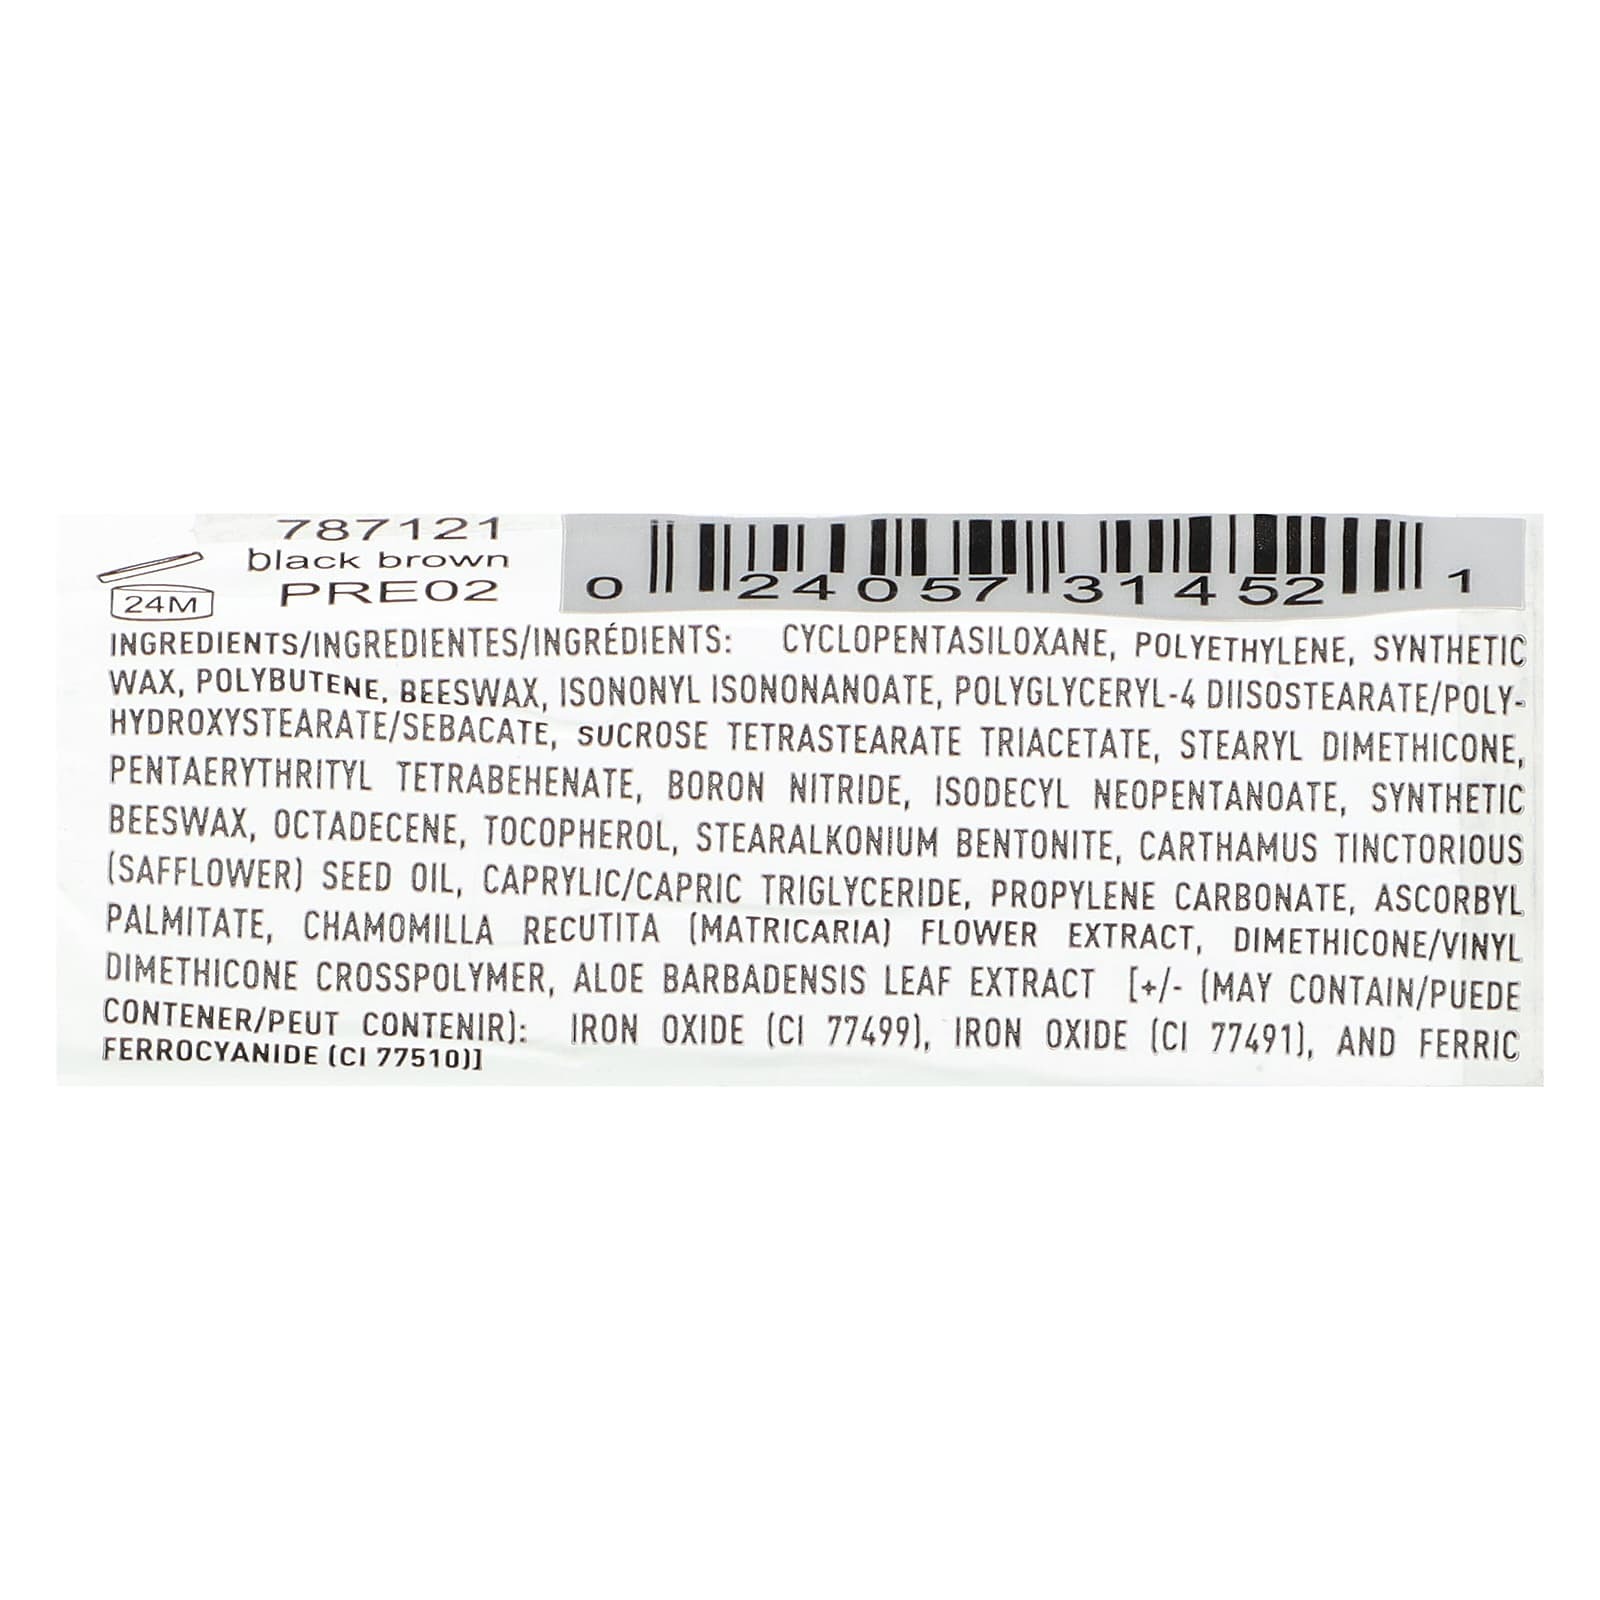 787121
black brown
24M
PRE02
0 24057 31452 1
INGREDIENTS/INGREDIENTES/INGRÉDIENTS: CYCLOPENTASILOXANE, POLYETHYLENE, SYNTHETIC
WAX, POLYBUTENE, BEESWAX, ISONONYL ISONONANOATE, POLYGLYCERYL-4 DIISOSTEARATE/POLY-
HYDROXYSTEARATE/SEBACATE, SUCROSE TETRASTEARATE TRIACETATE, STEARYL DIMETHICONE,
PENTAERYTHRITYL TETRABEHENATE, BORON NITRIDE, ISODECYL NEOPENTANOATE, SYNTHETIC
BEESWAX, OCTADECENE, TOCOPHEROL, STEARALKONIUM BENTONITE, CARTHAMUS TINCTORIOUS
(SAFFLOWER) SEED OIL, CAPRYLIC/CAPRIC TRIGLYCERIDE, PROPYLENE CARBONATE, ASCORBYL
PALMITATE, CHAMOMILLA RECUTITA (MATRICARIA) FLOWER EXTRACT, DIMETHICONE/VINYL
DIMETHICONE CROSSPOLYMER, ALOE BARBADENSIS LEAF EXTRACT [+/- (MAY CONTAIN/PUEDE
CONTENER/PEUT CONTENIR): IRON OXIDE (CI 77499), IRON OXIDE (CI 77491), AND FERRIC
FERROCYANIDE (CI 77510)]